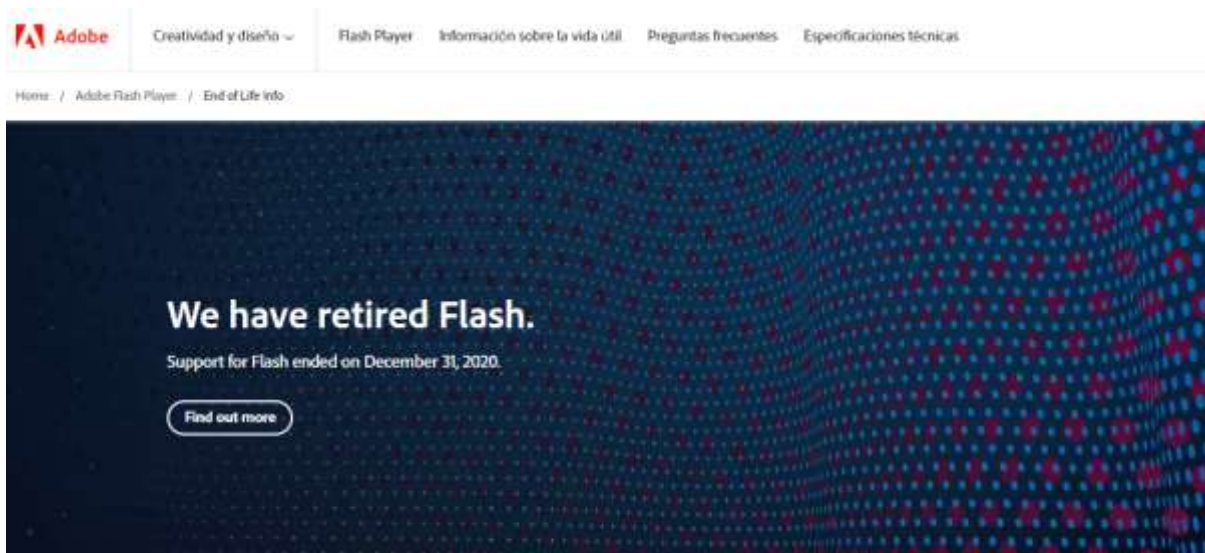 Adobe
Creatividad y diseño
Flash Player
Información sobre la vida útil
Preguntas frecuentes
Especificaciones técnicas
Home / Adobe Flash Player / End of Life info
We have retired Flash.
Support for Flash ended on December 31, 2020.
Find out more